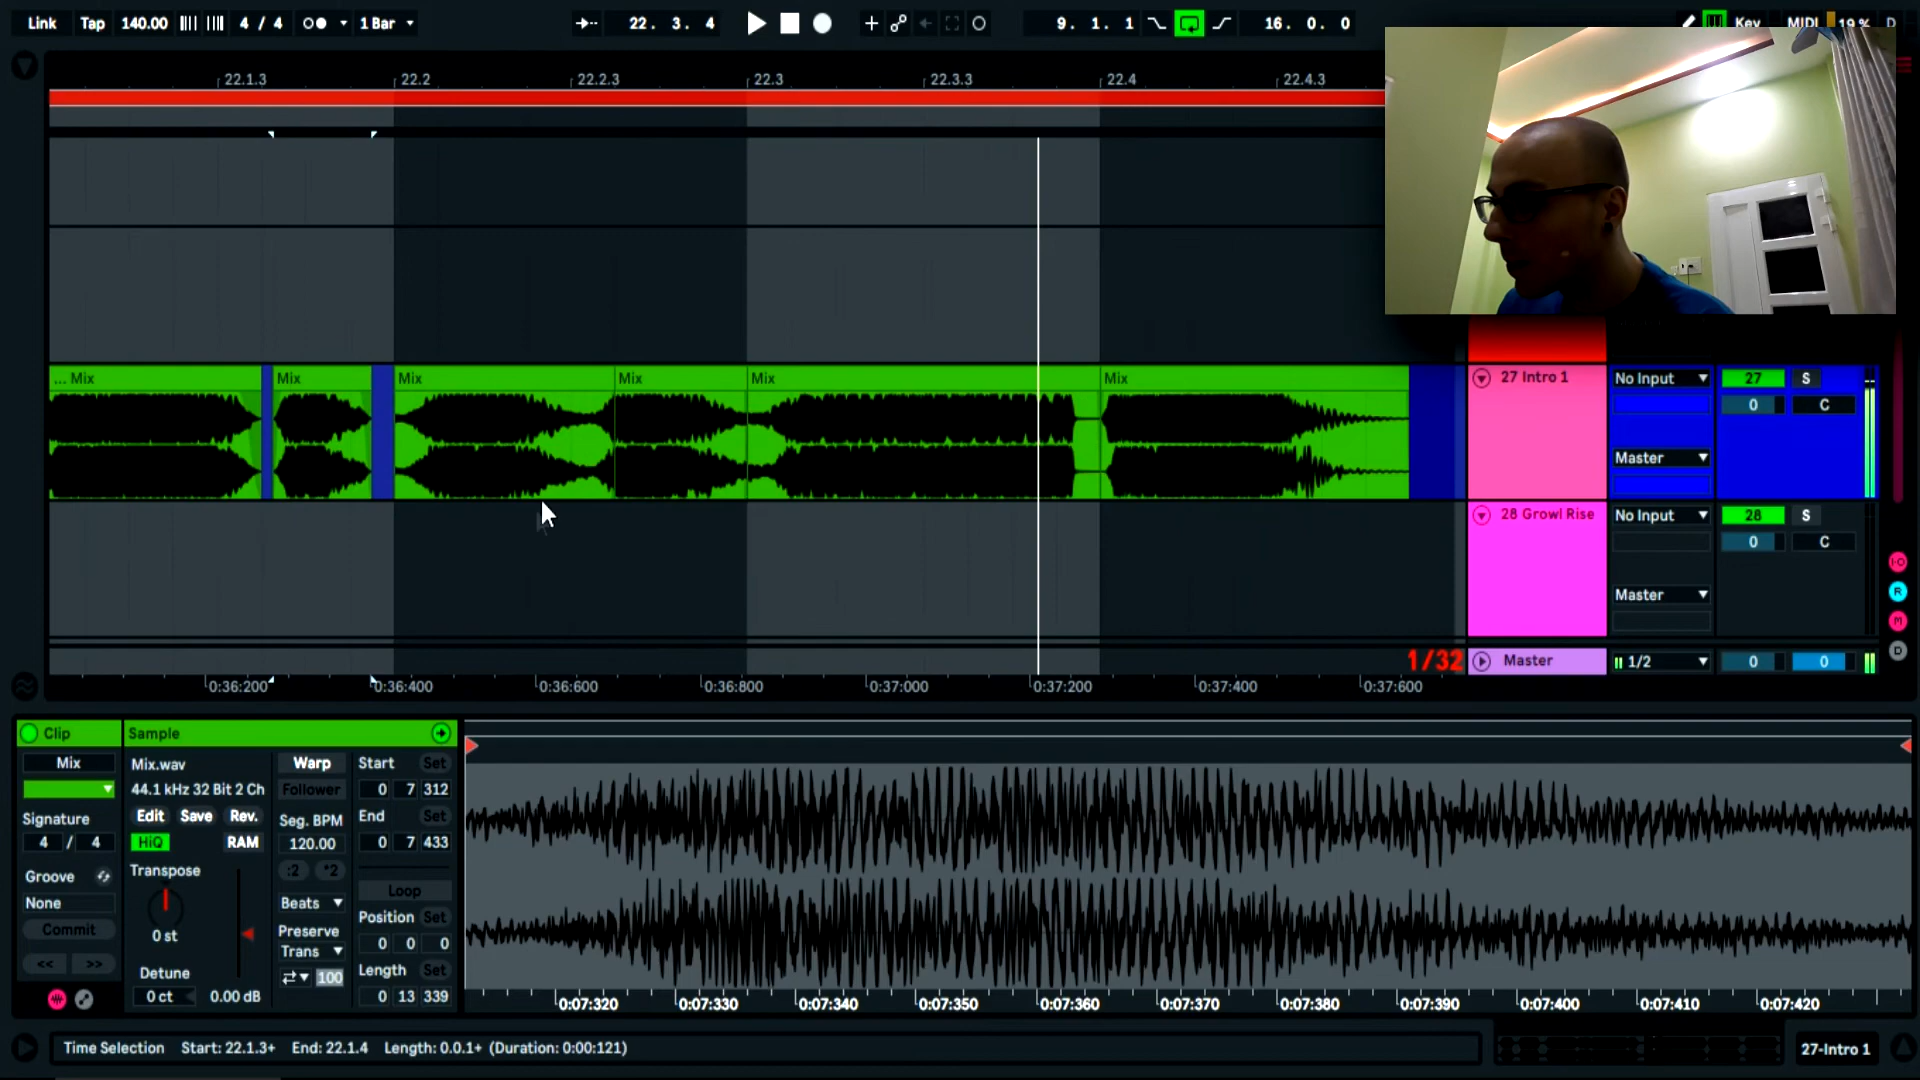 Link Tap 140.00 4 / 4 1 Bar 22. 3. 4 9. 1. 1 16. 0. 0 Key MIDI 19 % D
22.1.3 22.2 22.2.3 22.3 22.3.3 22.4 22.4.3
... Mix Mix Mix Mix Mix Mix
27 Intro 1 No Input 27 S
0 C
Master
28 Growl Rise No Input 28 S
0 C
Master
1/32 Master 1/2 0 0
I·O
R
M
D
0:36:200 0:36:400 0:36:600 0:36:800 0:37:000 0:37:200 0:37:400 0:37:600
Clip Sample
Mix Mix.wav Warp Start Set
44.1 kHz 32 Bit 2 Ch Follower 0 7 312
Signature Edit Save Rev. Seg. BPM End Set
4 / 4 HiQ RAM 120.00 0 7 433
Groove Transpose :2 *2 Loop
None Beats Position Set
Commit 0 st Preserve 0 0 0
<< >> Trans Length Set
Detune 100 0 13 339
0 ct 0.00 dB
0:07:320 0:07:330 0:07:340 0:07:350 0:07:360 0:07:370 0:07:380 0:07:390 0:07:400 0:07:410 0:07:420
Time Selection Start: 22.1.3+ End: 22.1.4 Length: 0.0.1+ (Duration: 0:00:121) 27-Intro 1